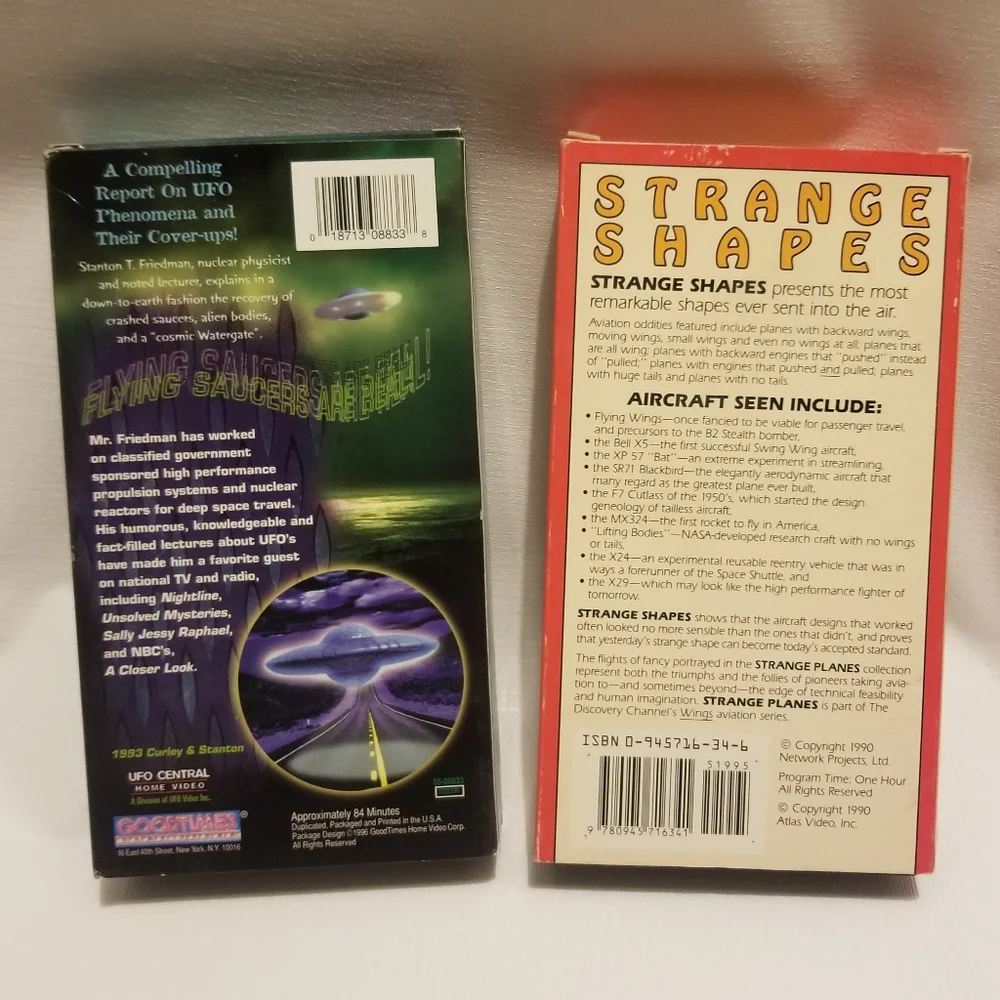 A Compelling
Report On UFO
Phenomena and
Their Cover-ups!
0 18713 08833 8
Stanton T. Friedman, nuclear physicist
and noted lecturer, explains in a
down-to-earth fashion the recovery of
crashed saucers, alien bodies,
and a "cosmic Watergate".
FLYING SAUCERS ARE REAL!
Mr. Friedman has worked
on classified government
sponsored high performance
propulsion systems and nuclear
reactors for deep space travel.
His humorous, knowledgeable and
fact-filled lectures about UFO's
have made him a favorite guest
on national TV and radio,
including Nightline,
Unsolved Mysteries,
Sally Jessy Raphael,
and NBC's,
A Closer Look.
1993 Curley & Stanton
UFO CENTRAL
HOME VIDEO
A Division of UFO Video Inc.
GOODTIMES®
16 East 40th Street, New York, N.Y. 10016
05-08833
COLOR
Approximately 84 Minutes
Duplicated, Packaged and Printed in the U.S.A.
Package Design ©1996 GoodTimes Home Video Corp.
All Rights Reserved
STRANGE
SHAPES
STRANGE SHAPES presents the most
remarkable shapes ever sent into the air.
Aviation oddities featured include planes with backward wings,
moving wings, small wings and even no wings at all; planes that
are all wing; planes with backward engines that "pushed" instead
of "pulled;" planes with engines that pushed and pulled; planes
with huge tails and planes with no tails.
AIRCRAFT SEEN INCLUDE:
• Flying Wings—once fancied to be viable for passenger travel,
and precursors to the B2 Stealth bomber,
• the Bell X5—the first successful Swing Wing aircraft,
• the XP 57 "Bat"—an extreme experiment in streamlining,
• the SR71 Blackbird—the elegantly aerodynamic aircraft that
many regard as the greatest plane ever built,
• the F7 Cutlass of the 1950's, which started the design
geneology of tailless aircraft,
• the MX324—the first rocket to fly in America,
• "Lifting Bodies"—NASA-developed research craft with no wings
or tails,
• the X24—an experimental reusable reentry vehicle that was in
ways a forerunner of the Space Shuttle, and
• the X29—which may look like the high performance fighter of
tomorrow.
STRANGE SHAPES shows that the aircraft designs that worked
often looked no more sensible than the ones that didn't, and proves
that yesterday's strange shape can become today's accepted standard.
The flights of fancy portrayed in the STRANGE PLANES collection
represent both the triumphs and the follies of pioneers taking avia-
tion to—and sometimes beyond—the edge of technical feasibility
and human imagination. STRANGE PLANES is part of The
Discovery Channel's Wings aviation series.
ISBN 0-945716-34-6
51995
9 780945 716341
© Copyright 1990
Network Projects, Ltd.
Program Time: One Hour
All Rights Reserved
© Copyright 1990
Atlas Video, Inc.